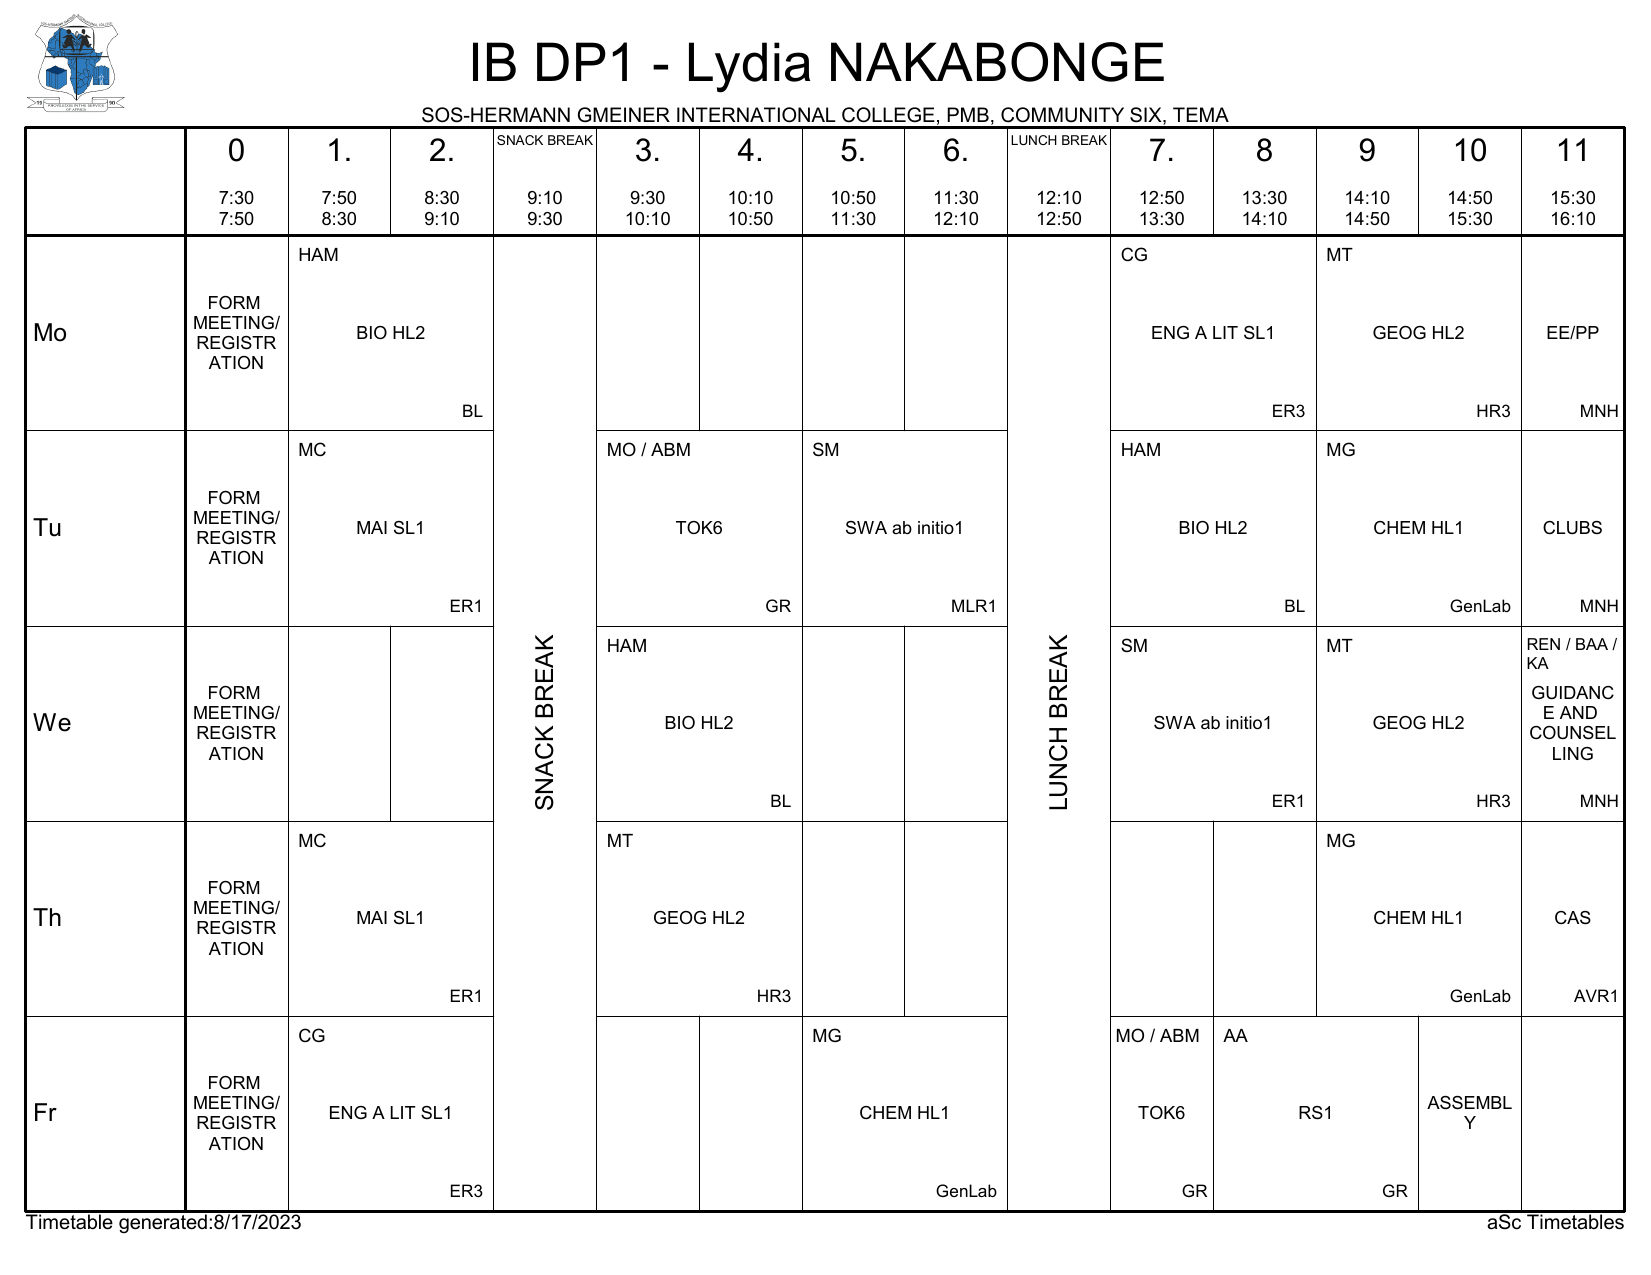 IB DP1 - Lydia NAKABONGE
SOS-HERMANN GMEINER INTERNATIONAL COLLEGE, PMB, COMMUNITY SIX, TEMA
0 1. 2. SNACK BREAK 3. 4. 5. 6. LUNCH BREAK 7. 8 9 10 11
7:30 7:50 8:30 9:10 9:30 10:10 10:50 11:30 12:10 12:50 13:30 14:10 14:50 15:30
7:50 8:30 9:10 9:30 10:10 10:50 11:30 12:10 12:50 13:30 14:10 14:50 15:30 16:10
Mo
FORM
MEETING/
REGISTR
ATION
HAM
BIO HL2
BL
CG
ENG A LIT SL1
ER3
MT
GEOG HL2
HR3
EE/PP
MNH
Tu
FORM
MEETING/
REGISTR
ATION
MC
MAI SL1
ER1
MO / ABM
TOK6
GR
SM
SWA ab initio1
MLR1
HAM
BIO HL2
BL
MG
CHEM HL1
GenLab
CLUBS
MNH
We
FORM
MEETING/
REGISTR
ATION
SNACK BREAK
HAM
BIO HL2
BL
LUNCH BREAK
SM
SWA ab initio1
ER1
MT
GEOG HL2
HR3
REN / BAA /
KA
GUIDANC
E AND
COUNSEL
LING
MNH
Th
FORM
MEETING/
REGISTR
ATION
MC
MAI SL1
ER1
MT
GEOG HL2
HR3
MG
CHEM HL1
GenLab
CAS
AVR1
Fr
FORM
MEETING/
REGISTR
ATION
CG
ENG A LIT SL1
ER3
MG
CHEM HL1
GenLab
MO / ABM
TOK6
GR
AA
RS1
GR
ASSEMBL
Y
Timetable generated:8/17/2023
aSc Timetables